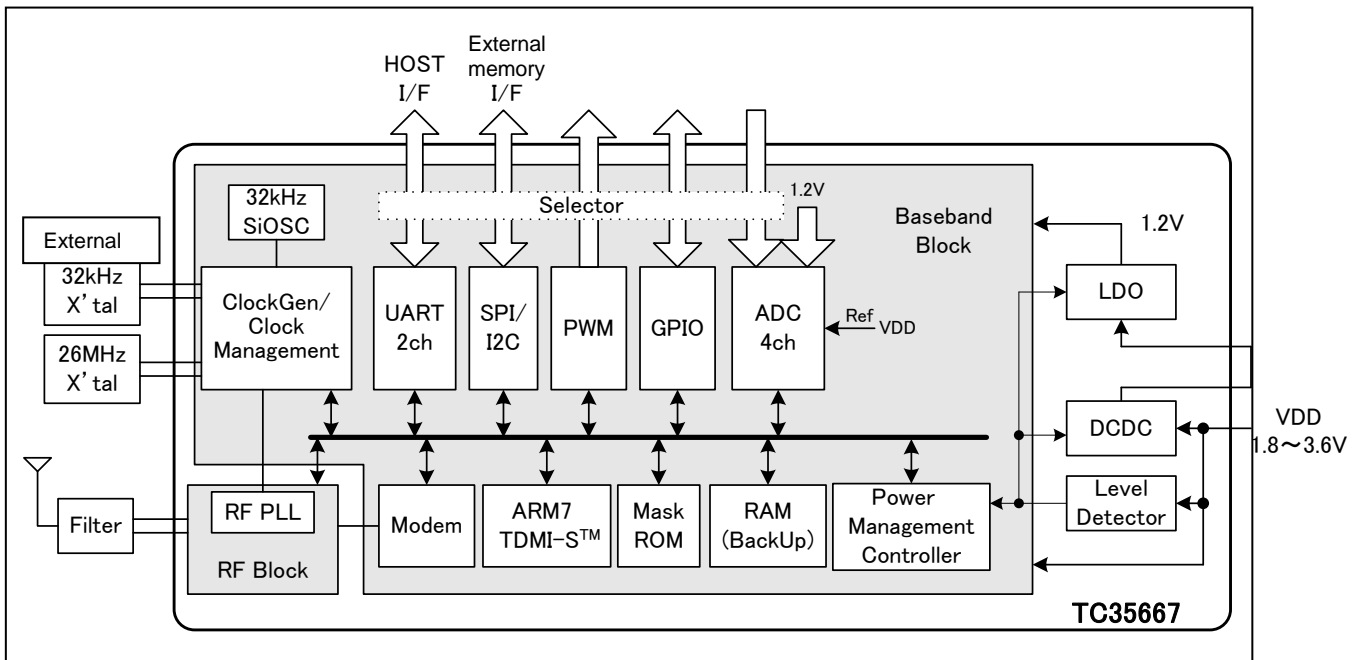 HOST
I/F
External
memory
I/F
32kHz
SiOSC
Selector
1.2V
Baseband
Block
1.2V
External
32kHz
X'tal
ClockGen/
Clock
Management
UART
2ch
SPI/
I2C
PWM
GPIO
ADC
4ch
Ref
VDD
LDO
26MHz
X'tal
DCDC
VDD
1.8～3.6V
Filter
RF PLL
RF Block
Modem
ARM7
TDMI-S™
Mask
ROM
RAM
(BackUp)
Power
Management
Controller
Level
Detector
TC35667